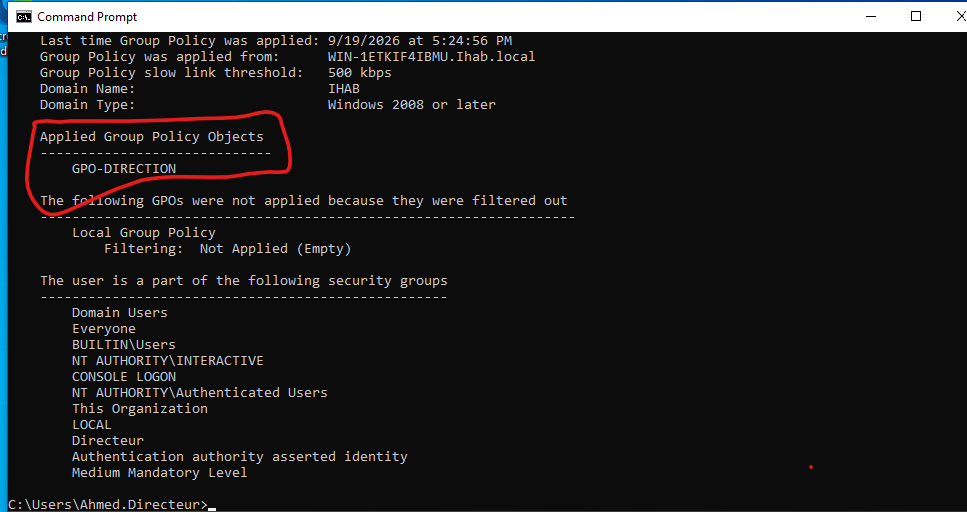 Command Prompt
Last time Group Policy was applied: 9/19/2026 at 5:24:56 PM
Group Policy was applied from:      WIN-1ETKIF4IBMU.Ihab.local
Group Policy slow link threshold:   500 kbps
Domain Name:                        IHAB
Domain Type:                        Windows 2008 or later
Applied Group Policy Objects
-----------------------------
GPO-DIRECTION
The following GPOs were not applied because they were filtered out
-------------------------------------------------------------------
Local Group Policy
Filtering:  Not Applied (Empty)
The user is a part of the following security groups
---------------------------------------------------
Domain Users
Everyone
BUILTIN\Users
NT AUTHORITY\INTERACTIVE
CONSOLE LOGON
NT AUTHORITY\Authenticated Users
This Organization
LOCAL
Directeur
Authentication authority asserted identity
Medium Mandatory Level
C:\Users\Ahmed.Directeur>_